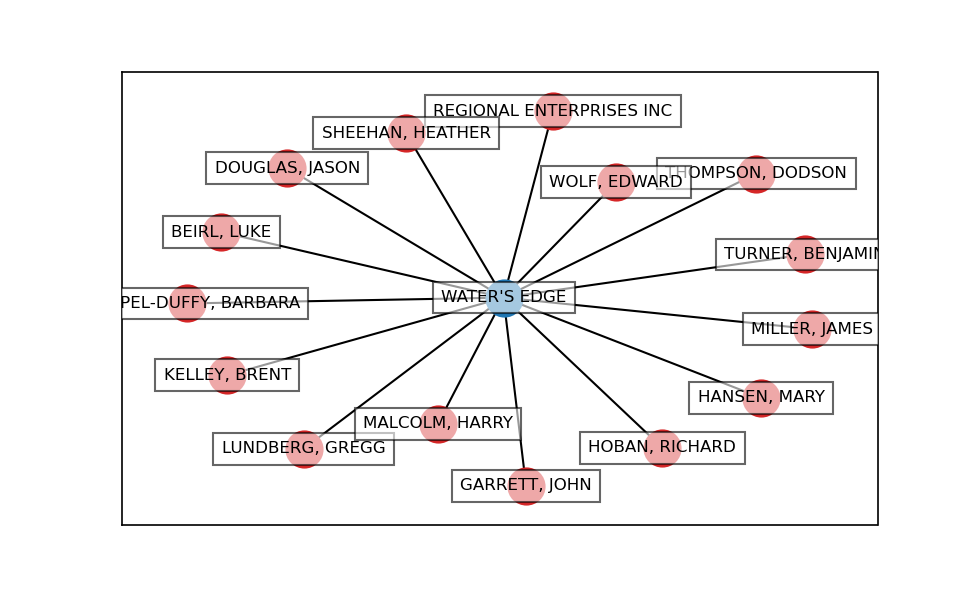 REGIONAL ENTERPRISES INC
SHEEHAN, HEATHER
DOUGLAS, JASON
THOMPSON, DODSON
WOLF, EDWARD
BEIRL, LUKE
TURNER, BENJAMIN
WATER'S EDGE
PEL-DUFFY, BARBARA
MILLER, JAMES
KELLEY, BRENT
HANSEN, MARY
MALCOLM, HARRY
LUNDBERG, GREGG
HOBAN, RICHARD
GARRETT, JOHN